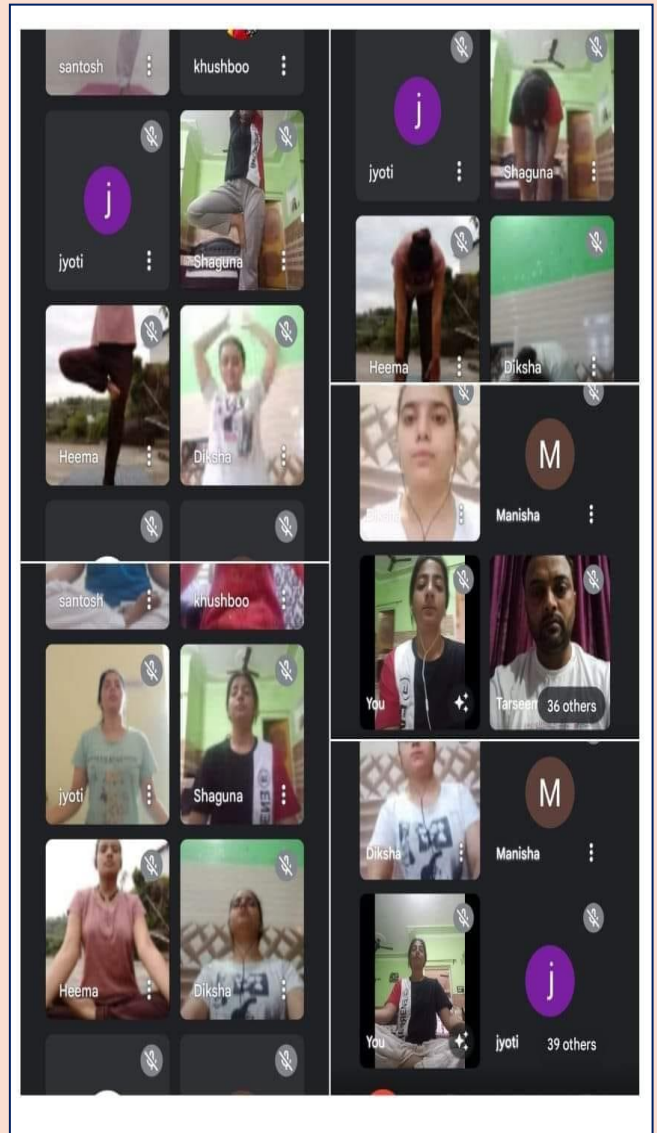 santosh khushboo
j
jyoti Shaguna
Heema Diksha
santosh khushboo
jyoti Shaguna
Heema Diksha
j
jyoti Shaguna
Heema Diksha
M
Manisha
You 36 others
Diksha Manisha
M
You jyoti 39 others
j